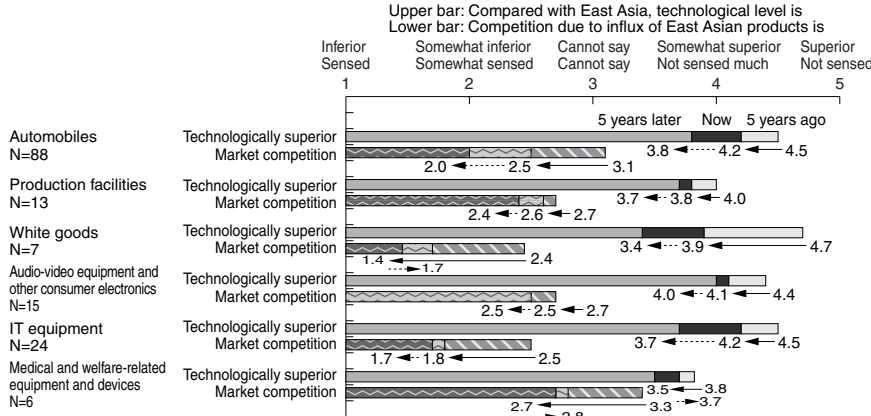 Upper bar: Compared with East Asia, technological level is
Lower bar: Competition due to influx of East Asian products is
Inferior Somewhat inferior Cannot say Somewhat superior Superior
Sensed Somewhat sensed Cannot say Not sensed much Not sensed
1 2 3 4 5
5 years later Now 5 years ago
Automobiles
N=88
Technologically superior
Market competition
3.8 4.2 4.5
2.0 2.5 3.1
Production facilities
N=13
Technologically superior
Market competition
3.7 3.8 4.0
2.4 2.6 2.7
White goods
N=7
Technologically superior
Market competition
3.4 3.9 4.7
1.4 2.4
1.7
Audio-video equipment and
other consumer electronics
N=15
Technologically superior
Market competition
4.0 4.1 4.4
2.5 2.5 2.7
IT equipment
N=24
Technologically superior
Market competition
3.7 4.2 4.5
1.7 1.8 2.5
Medical and welfare-related
equipment and devices
N=6
Technologically superior
Market competition
3.5 3.8
3.7
2.7 3.3
2.8